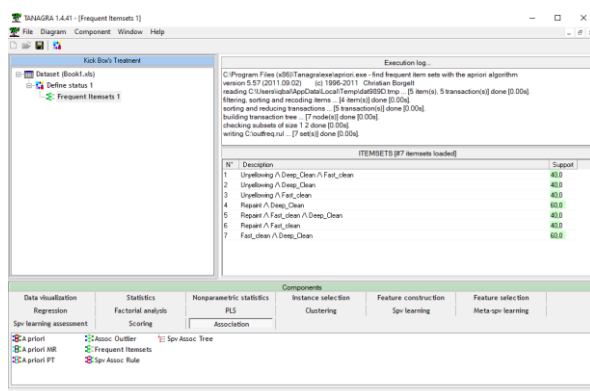 TANAGRA 1.4.41 - [Frequent Itemsets 1]
File Diagram Component Window Help
Kick Box's Treatment
Dataset (Book1.xls)
Define status 1
Frequent Itemsets 1
Execution log...
C:\Program Files (x86)\Tanagra\exe\apriori.exe - find frequent item sets with the apriori algorithm
version 5.57 (2011.09.02) (c) 1996-2011 Christian Borgelt
reading C:\Users\iqbal\AppData\Local\Temp\dat989D.tmp ... [5 item(s), 5 transaction(s)] done [0.00s].
filtering, sorting and recoding items ... [4 item(s)] done [0.00s].
sorting and reducing transactions ... [5 transaction(s)] done [0.00s].
building transaction tree ... [7 node(s)] done [0.00s].
checking subsets of size 1 2 done [0.00s].
writing C:\outfreq.rul ... [7 set(s)] done [0.00s].
ITEMSETS [#7 itemsets loaded]
N° Description Support
1 Unyellowing /\ Deep_Clean /\ Fast_clean 40,0
2 Unyellowing /\ Deep_Clean 40,0
3 Unyellowing /\ Fast_clean 40,0
4 Repaint /\ Deep_Clean 60,0
5 Repaint /\ Fast_clean /\ Deep_Clean 40,0
6 Repaint /\ Fast_clean 40,0
7 Fast_clean /\ Deep_Clean 60,0
Components
Data visualization Statistics Nonparametric statistics Instance selection Feature construction Feature selection
Regression Factorial analysis PLS Clustering Spv learning Meta-spv learning
Spv learning assessment Scoring Association
A priori Assoc Outlier Spv Assoc Tree
A priori MR Frequent Itemsets
A priori PT Spv Assoc Rule